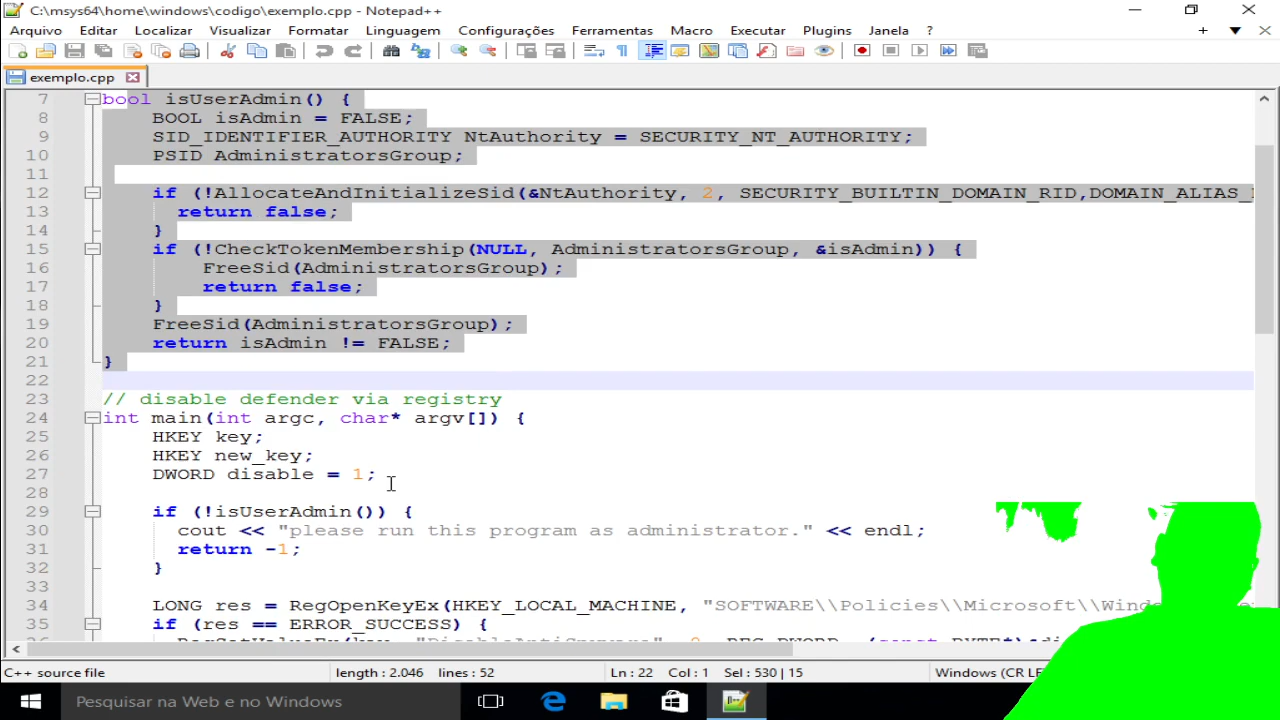 C:\msys64\home\windows\codigo\exemplo.cpp - Notepad++
Arquivo Editar Localizar Visualizar Formatar Linguagem Configurações Ferramentas Macro Executar Plugins Janela ?
exemplo.cpp
7 bool isUserAdmin() {
8 BOOL isAdmin = FALSE;
9 SID_IDENTIFIER_AUTHORITY NtAuthority = SECURITY_NT_AUTHORITY;
10 PSID AdministratorsGroup;
11
12 if (!AllocateAndInitializeSid(&NtAuthority, 2, SECURITY_BUILTIN_DOMAIN_RID,DOMAIN_ALIAS_
13 return false;
14 }
15 if (!CheckTokenMembership(NULL, AdministratorsGroup, &isAdmin)) {
16 FreeSid(AdministratorsGroup);
17 return false;
18 }
19 FreeSid(AdministratorsGroup);
20 return isAdmin != FALSE;
21 }
22
23 // disable defender via registry
24 int main(int argc, char* argv[]) {
25 HKEY key;
26 HKEY new_key;
27 DWORD disable = 1;
28
29 if (!isUserAdmin()) {
30 cout << "please run this program as administrator." << endl;
31 return -1;
32 }
33
34 LONG res = RegOpenKeyEx(HKEY_LOCAL_MACHINE, "SOFTWARE\\Policies\\Microsoft\\Win
35 if (res == ERROR_SUCCESS) {
C++ source file length : 2.046 lines : 52 Ln : 22 Col : 1 Sel : 530 | 15 Windows (CR LF
Pesquisar na Web e no Windows